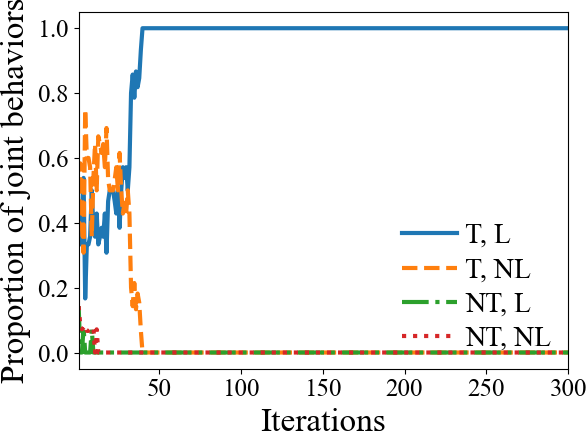 Proportion of joint behaviors
1.0
0.8
0.6
0.4
0.2
0.0
T, L
T, NL
NT, L
NT, NL
50 100 150 200 250 300
Iterations